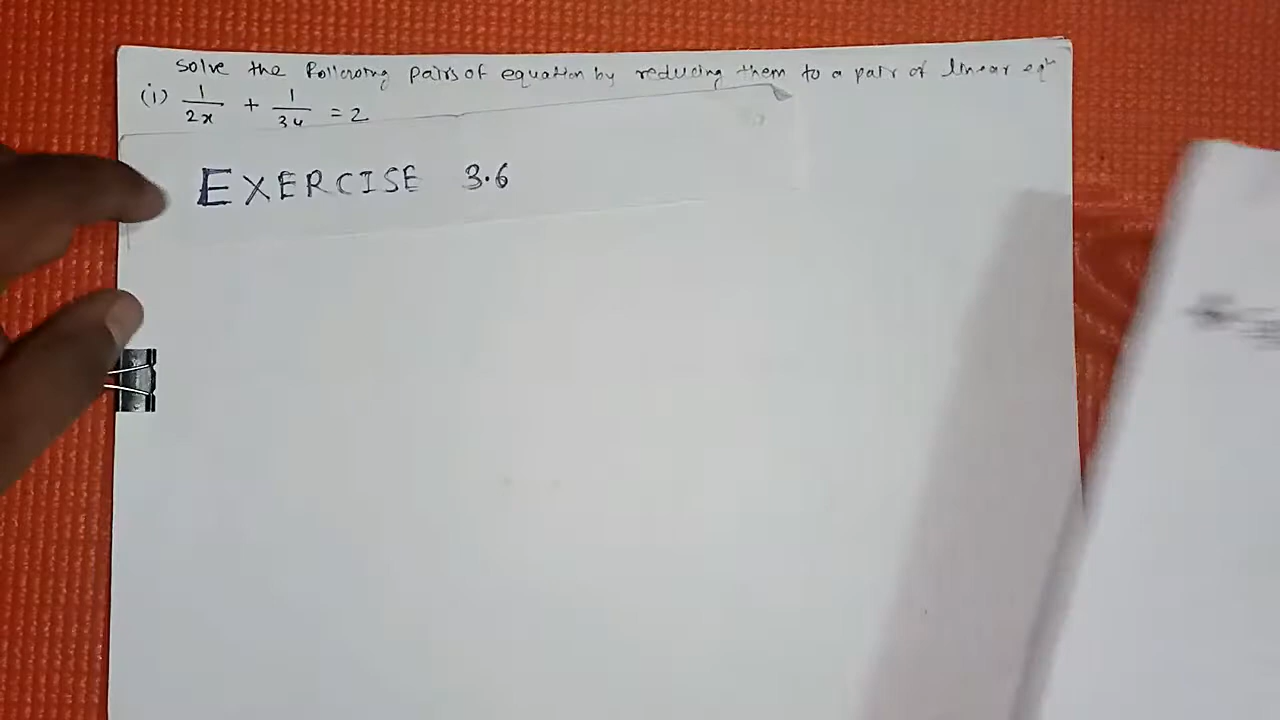 Solve the following pairs of equation by reducing them to a pair of linear eqⁿ
(i) 1/2x + 1/3y = 2
EXERCISE 3.6